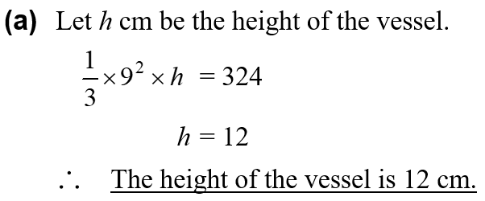 (a) Let h cm be the height of the vessel.
1/3 × 9² × h = 324
h = 12
∴ The height of the vessel is 12 cm.